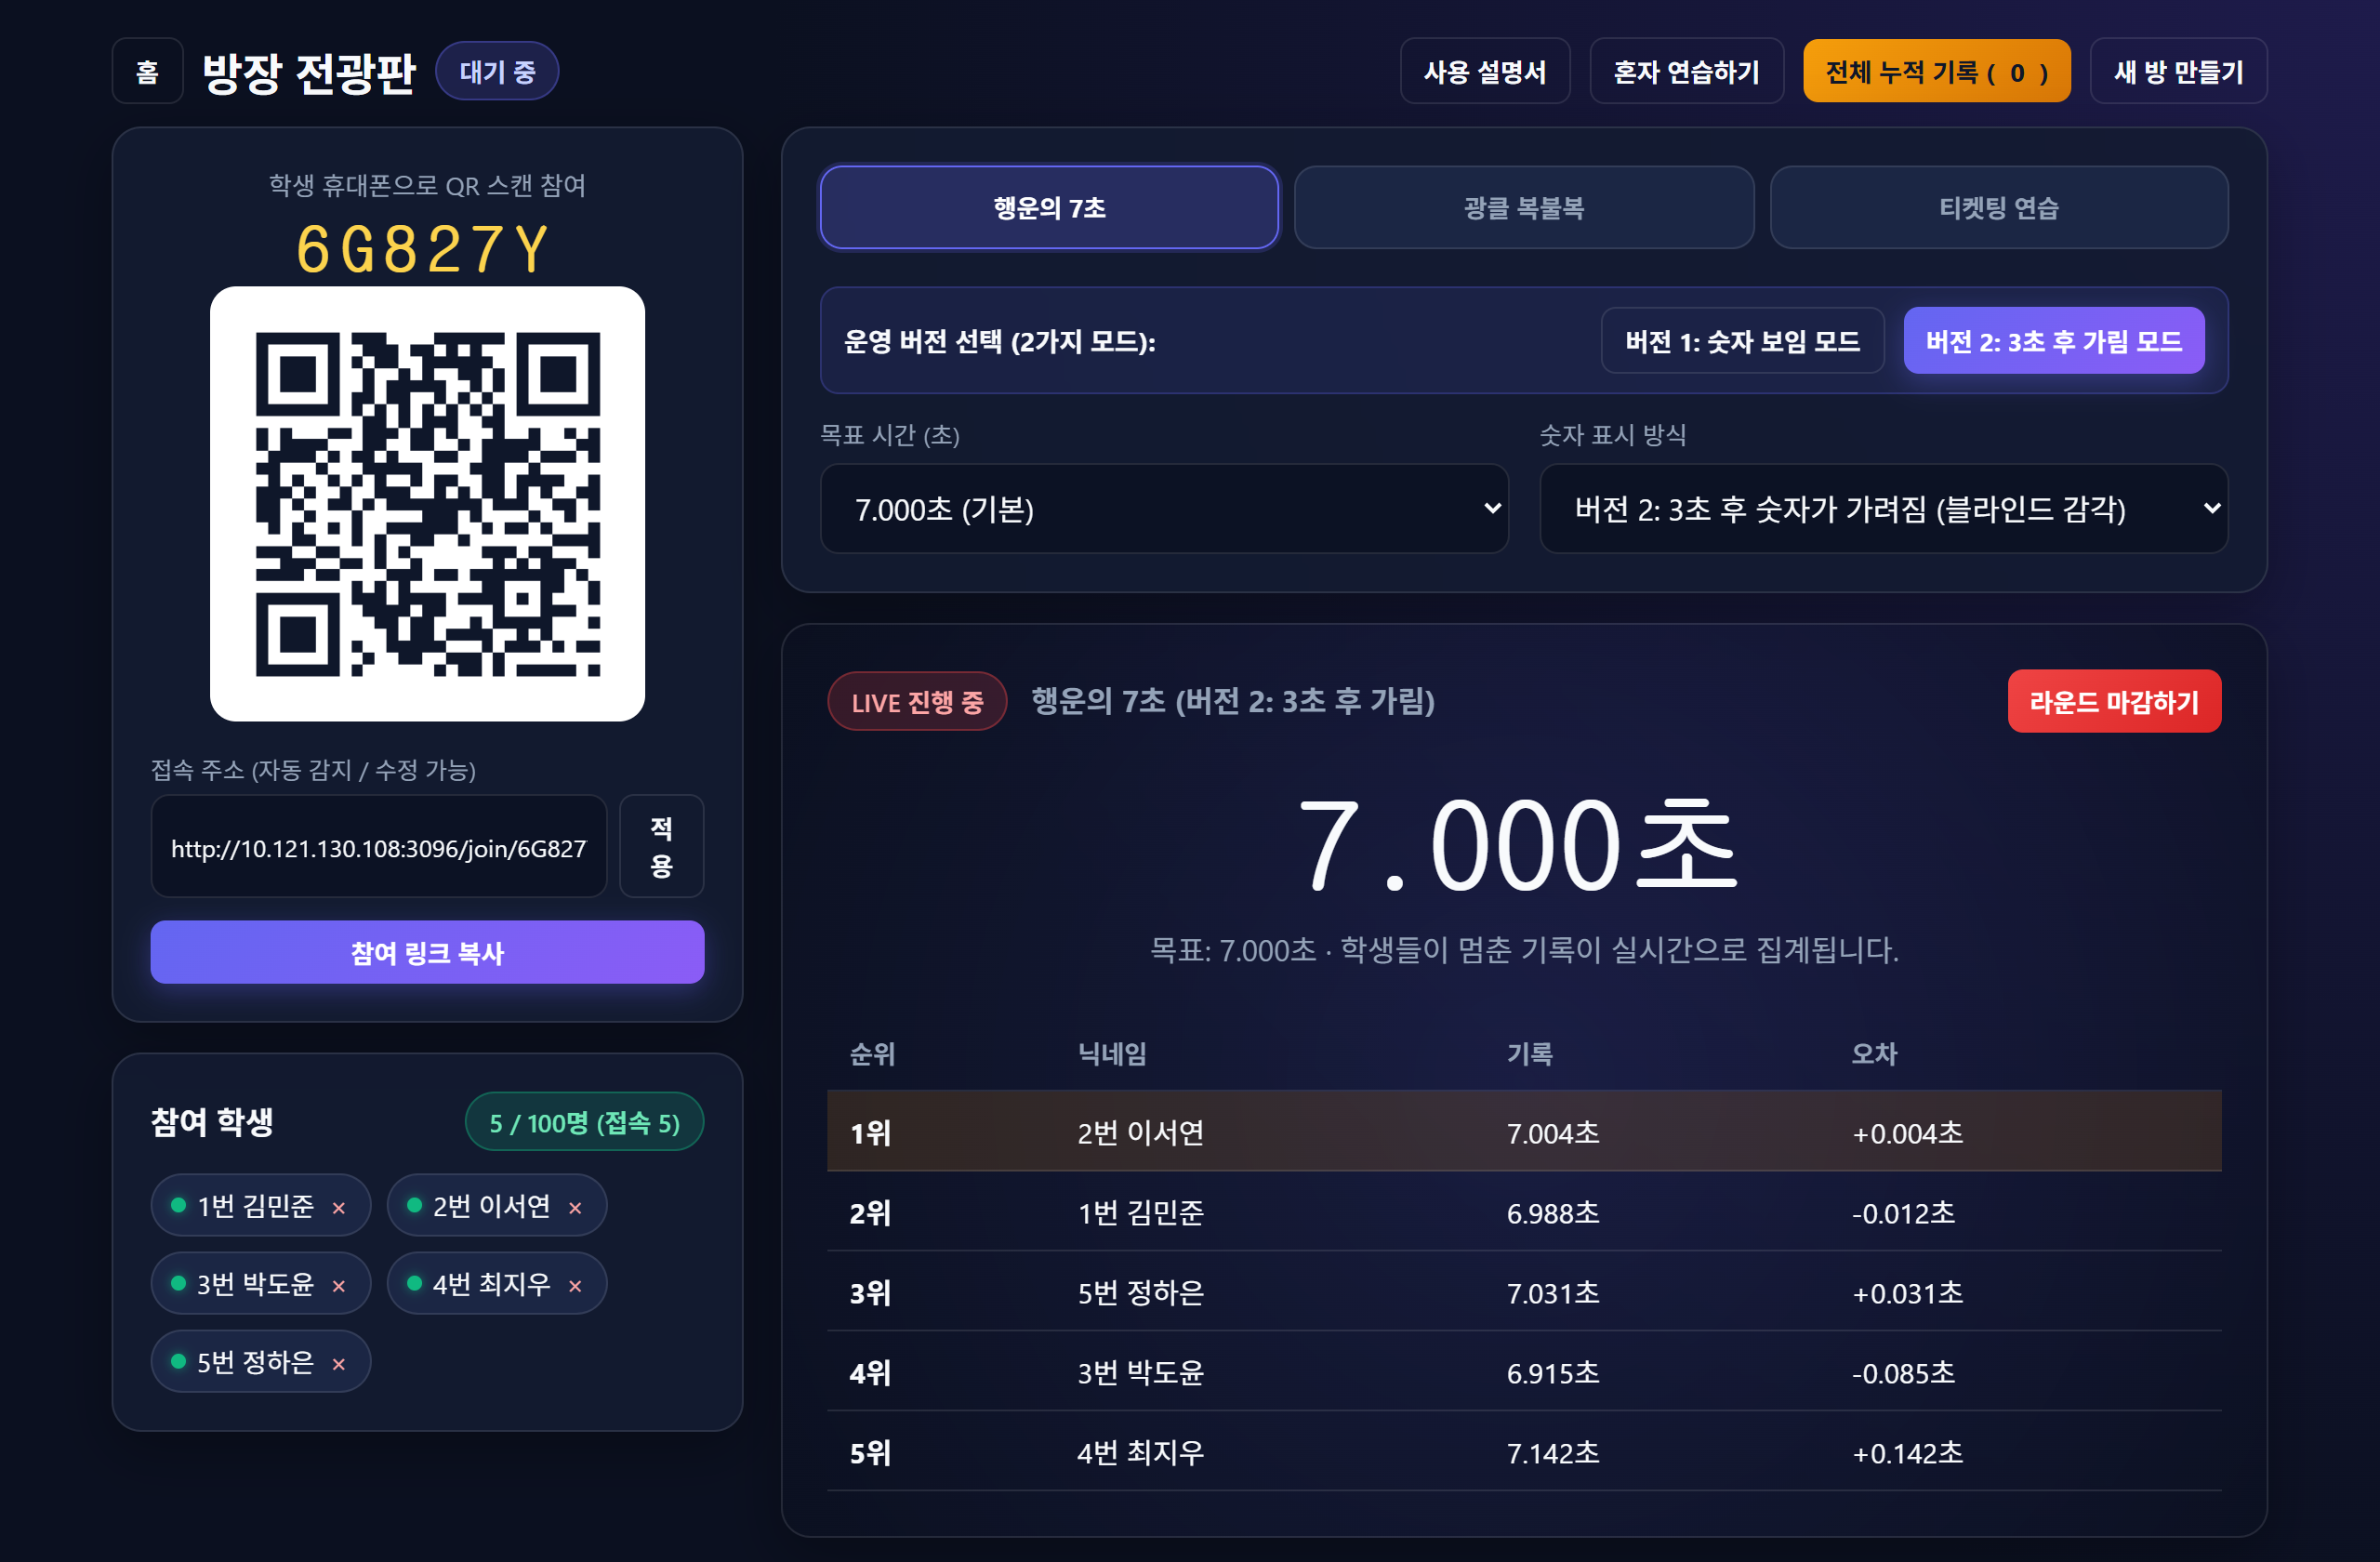 홈
방장 전광판
대기 중
사용 설명서
혼자 연습하기
전체 누적 기록 ( 0 )
새 방 만들기
학생 휴대폰으로 QR 스캔 참여
6G827Y
접속 주소 (자동 감지 / 수정 가능)
http://10.121.130.108:3096/join/6G827
적
용
참여 링크 복사
참여 학생
5 / 100명 (접속 5)
1번 김민준 ×
2번 이서연 ×
3번 박도윤 ×
4번 최지우 ×
5번 정하은 ×
행운의 7초
광클 복불복
티켓팅 연습
운영 버전 선택 (2가지 모드):
버전 1: 숫자 보임 모드
버전 2: 3초 후 가림 모드
목표 시간 (초)
숫자 표시 방식
7.000초 (기본)
버전 2: 3초 후 숫자가 가려짐 (블라인드 감각)
LIVE 진행 중
행운의 7초 (버전 2: 3초 후 가림)
라운드 마감하기
7.000초
목표: 7.000초 · 학생들이 멈춘 기록이 실시간으로 집계됩니다.
순위 닉네임 기록 오차
1위 2번 이서연 7.004초 +0.004초
2위 1번 김민준 6.988초 -0.012초
3위 5번 정하은 7.031초 +0.031초
4위 3번 박도윤 6.915초 -0.085초
5위 4번 최지우 7.142초 +0.142초